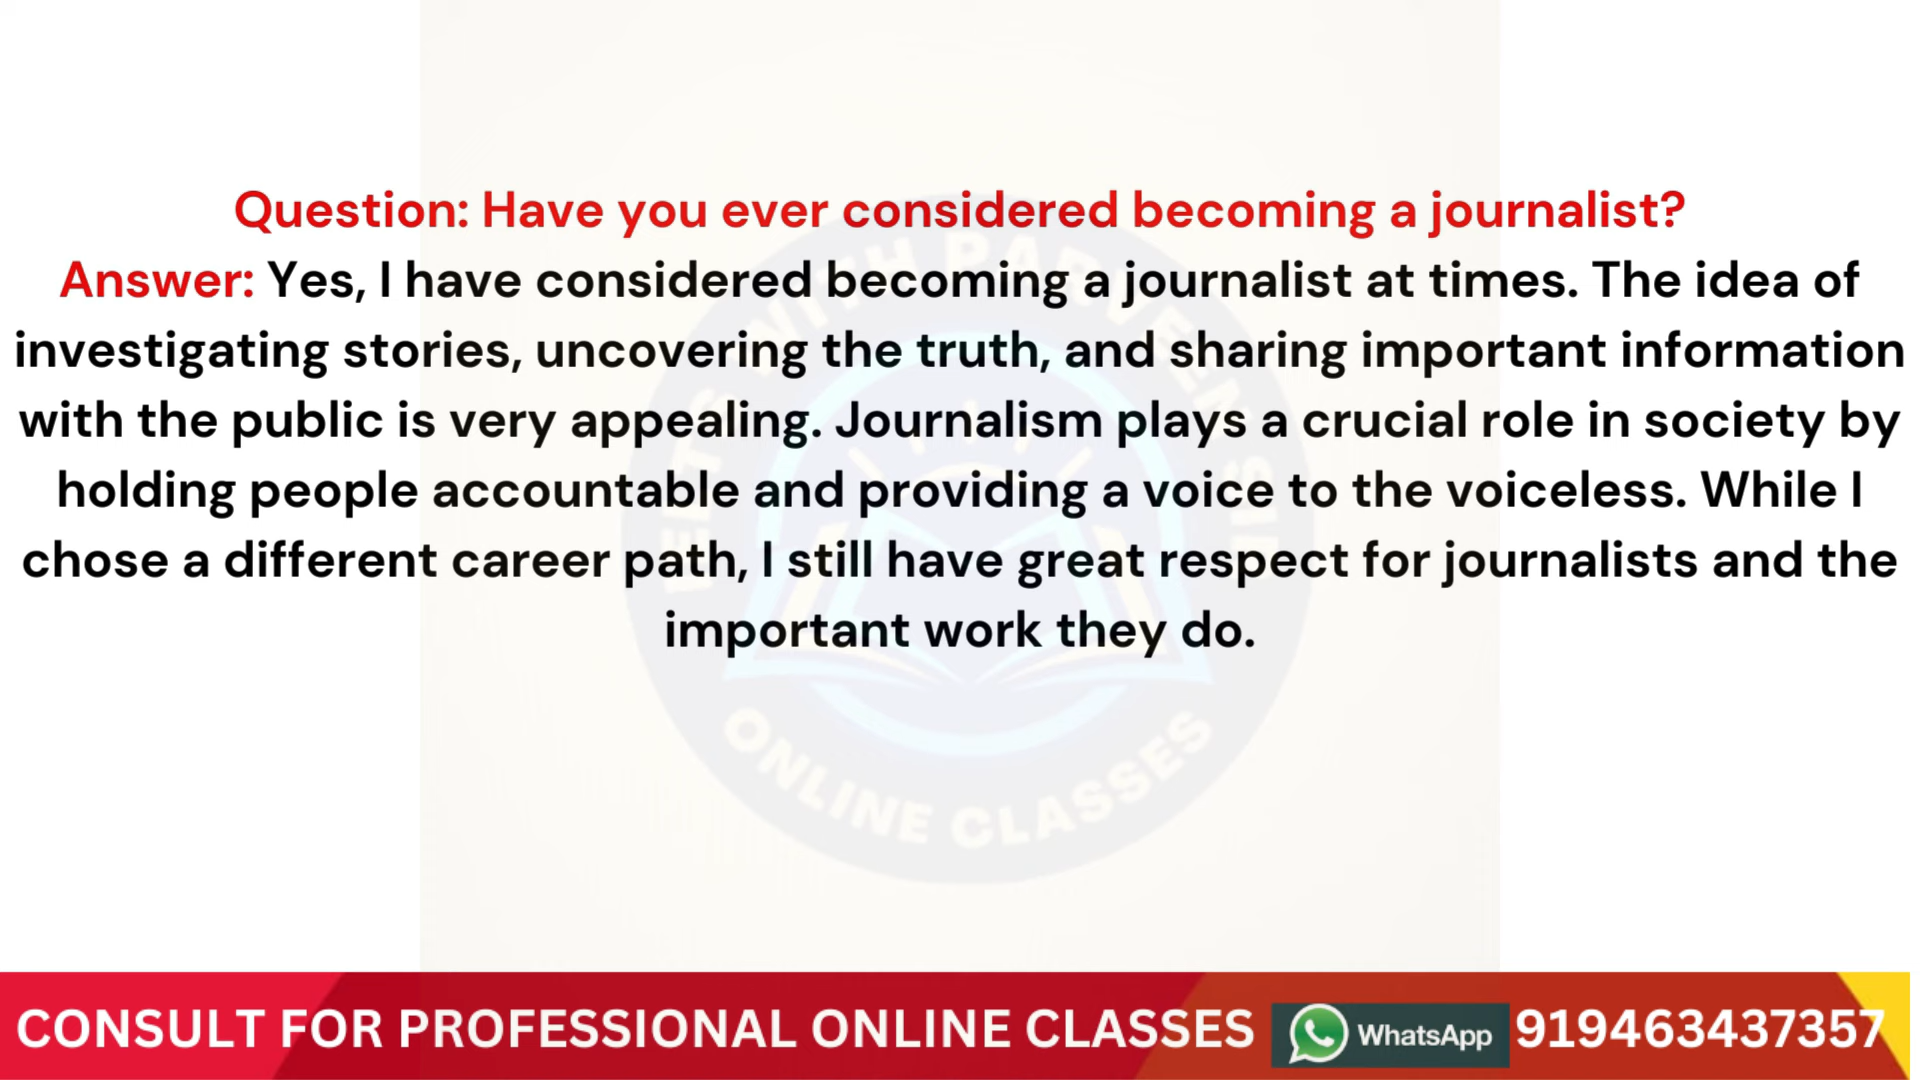 Question: Have you ever considered becoming a journalist?
Answer: Yes, I have considered becoming a journalist at times. The idea of
investigating stories, uncovering the truth, and sharing important information
with the public is very appealing. Journalism plays a crucial role in society by
holding people accountable and providing a voice to the voiceless. While I
chose a different career path, I still have great respect for journalists and the
important work they do.
ONLINE CLASSES
CONSULT FOR PROFESSIONAL ONLINE CLASSES WhatsApp 919463437357